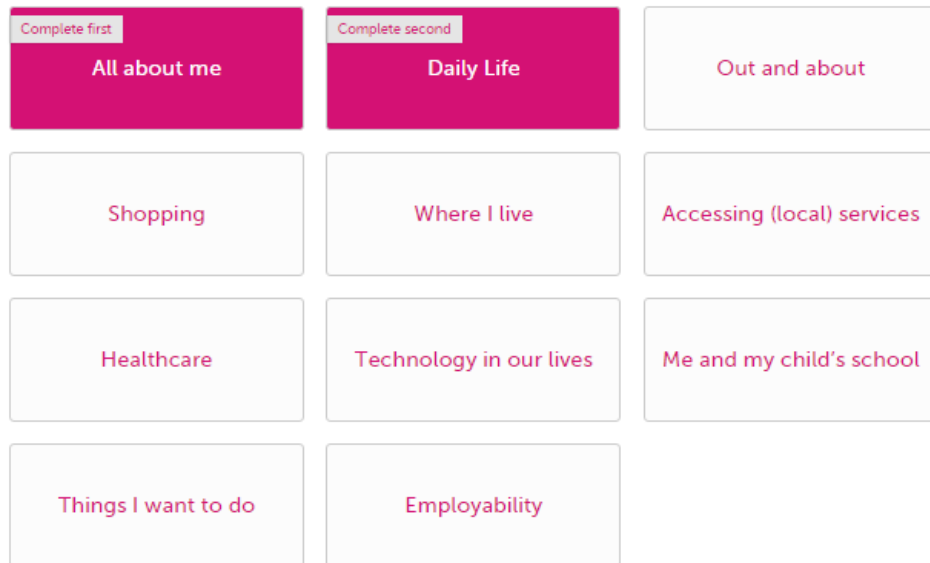 Complete first
All about me
Complete second
Daily Life
Out and about
Shopping
Where I live
Accessing (local) services
Healthcare
Technology in our lives
Me and my child’s school
Things I want to do
Employability